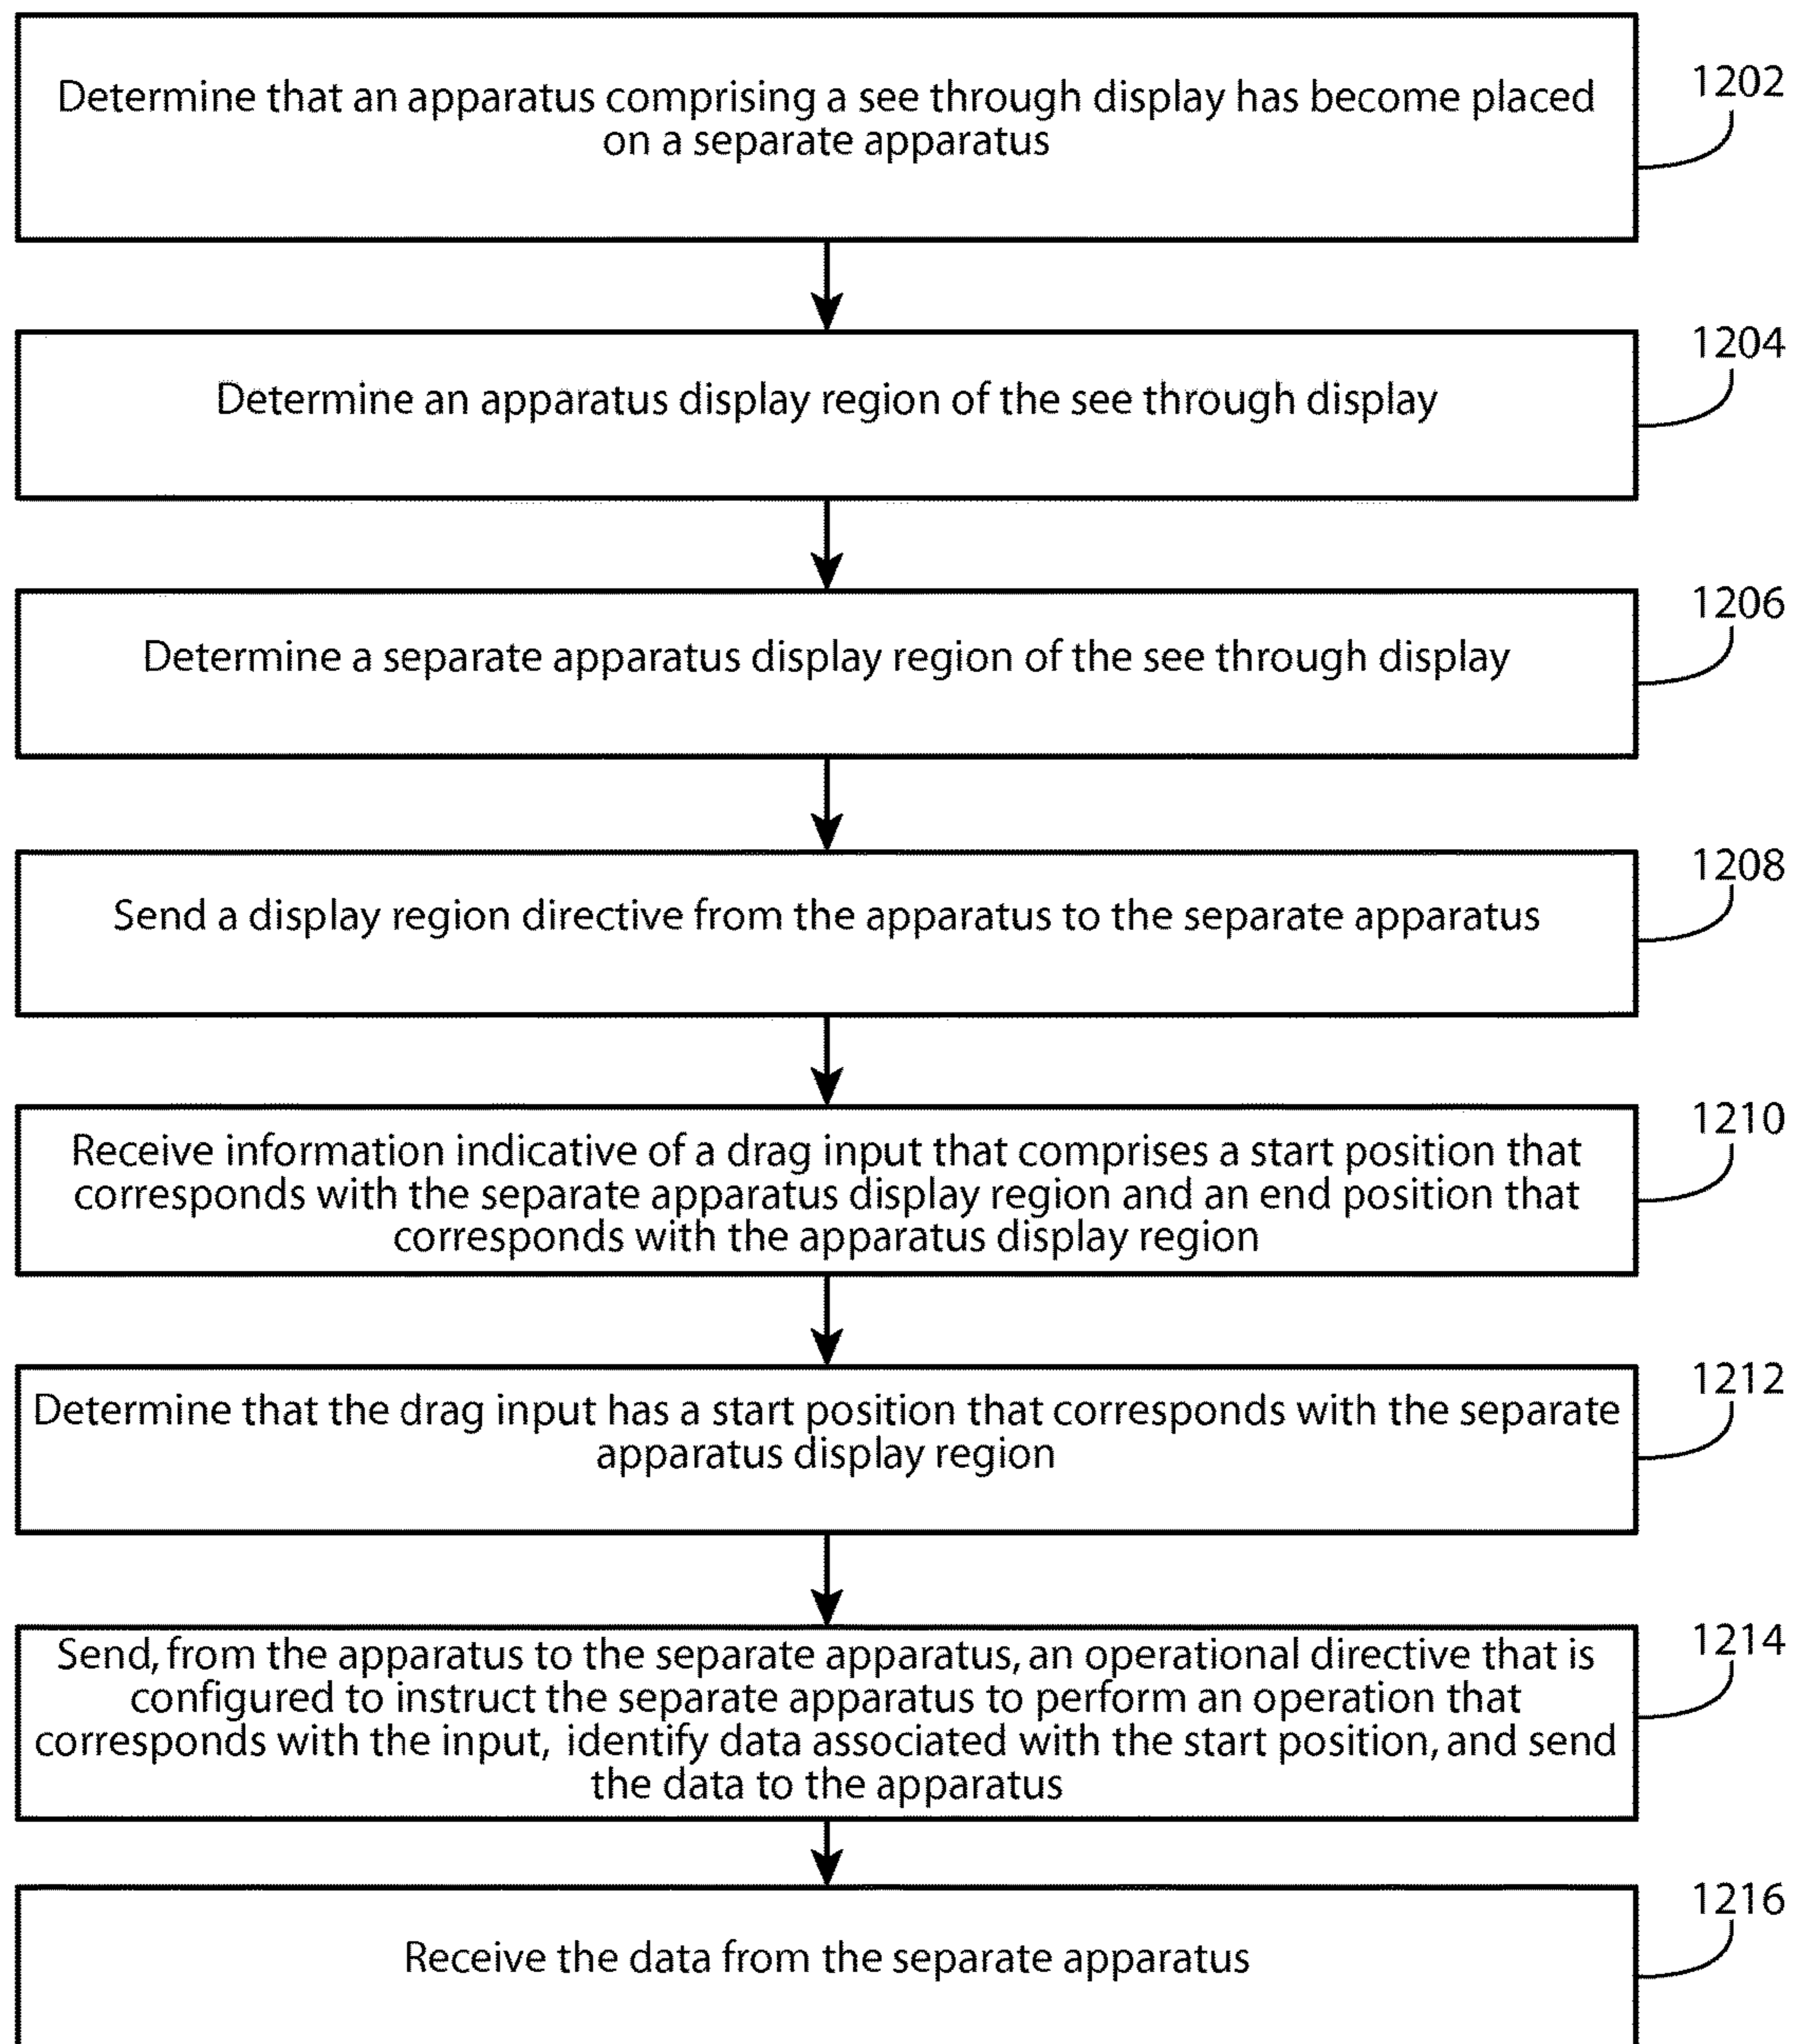 Determine that an apparatus comprising a see through display has become placed
on a separate apparatus
1202
Determine an apparatus display region of the see through display
1204
Determine a separate apparatus display region of the see through display
1206
Send a display region directive from the apparatus to the separate apparatus
1208
Receive information indicative of a drag input that comprises a start position that
corresponds with the separate apparatus display region and an end position that
corresponds with the apparatus display region
1210
Determine that the drag input has a start position that corresponds with the separate
apparatus display region
1212
Send, from the apparatus to the separate apparatus, an operational directive that is
configured to instruct the separate apparatus to perform an operation that
corresponds with the input, identify data associated with the start position, and send
the data to the apparatus
1214
Receive the data from the separate apparatus
1216